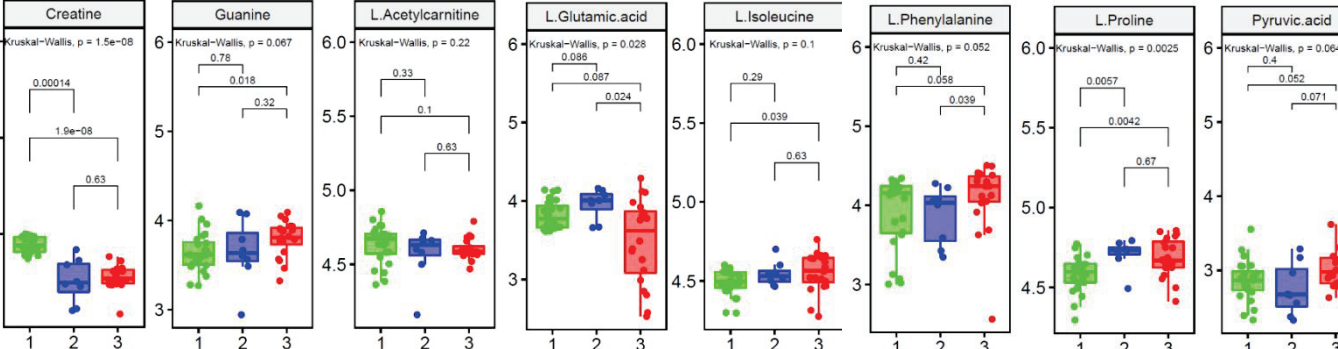 Creatine
Kruskal-Wallis, p = 1.5e-08
0.00014
1.9e-08
0.63
1 2 3
Guanine
Kruskal-Wallis, p = 0.067
0.78
0.018
0.32
6
5
4
3
1 2 3
L.Acetylcarnitine
Kruskal-Wallis, p = 0.22
0.33
0.1
0.63
6.0
5.5
5.0
4.5
1 2 3
L.Glutamic.acid
Kruskal-Wallis, p = 0.028
0.086
0.087
0.024
6
5
4
3
1 2 3
L.Isoleucine
Kruskal-Wallis, p = 0.1
0.29
0.039
0.63
6.0
5.5
5.0
4.5
1 2 3
L.Phenylalanine
Kruskal-Wallis, p = 0.052
0.42
0.058
0.039
6
5
4
3
1 2 3
L.Proline
Kruskal-Wallis, p = 0.0025
0.0057
0.0042
0.67
6.0
5.5
5.0
4.5
1 2 3
Pyruvic.acid
Kruskal-Wallis, p = 0.064
0.4
0.052
0.071
6
5
4
3
1 2 3